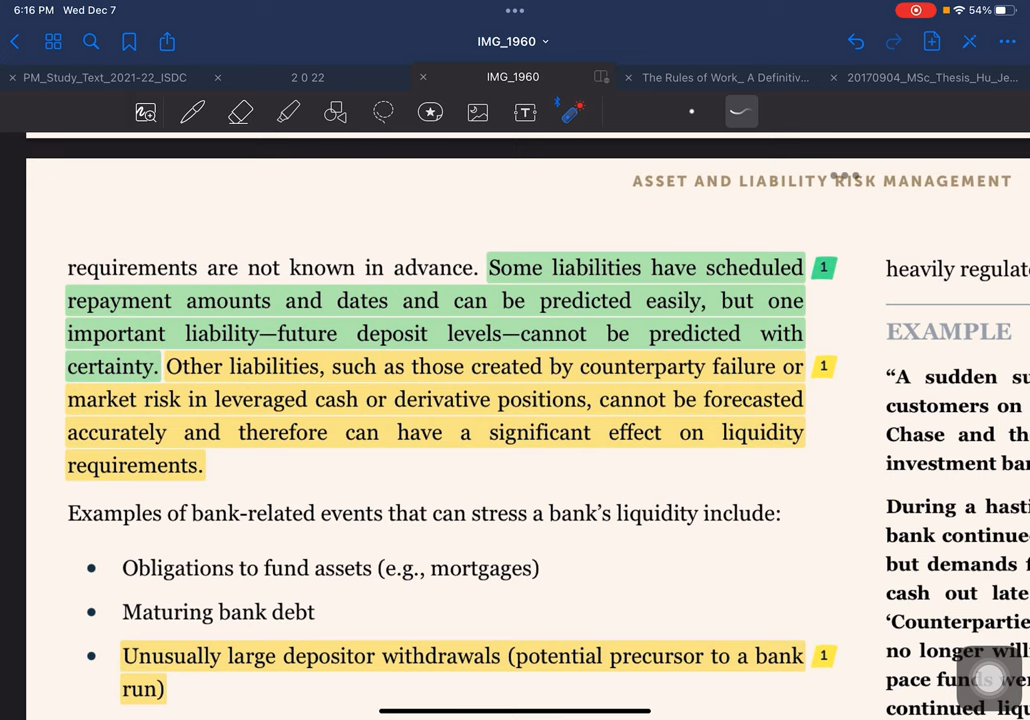 6:16 PM Wed Dec 7
54%
IMG_1960
PM_Study_Text_2021-22_ISDC
2 0 22
IMG_1960
The Rules of Work_ A Definitiv...
20170904_MSc_Thesis_Hu_Je...
ASSET AND LIABILITY RISK MANAGEMENT
requirements are not known in advance. Some liabilities have scheduled
repayment amounts and dates and can be predicted easily, but one
important liability—future deposit levels—cannot be predicted with
certainty. Other liabilities, such as those created by counterparty failure or
market risk in leveraged cash or derivative positions, cannot be forecasted
accurately and therefore can have a significant effect on liquidity
requirements.
1
1
Examples of bank-related events that can stress a bank's liquidity include:
• Obligations to fund assets (e.g., mortgages)
• Maturing bank debt
• Unusually large depositor withdrawals (potential precursor to a bank
run)
1
heavily regulat
EXAMPLE
“A sudden su
customers on
Chase and th
investment ba
During a hasti
bank continue
but demands f
cash out late
‘Counterpartie
no longer will
pace fun
continued liqu